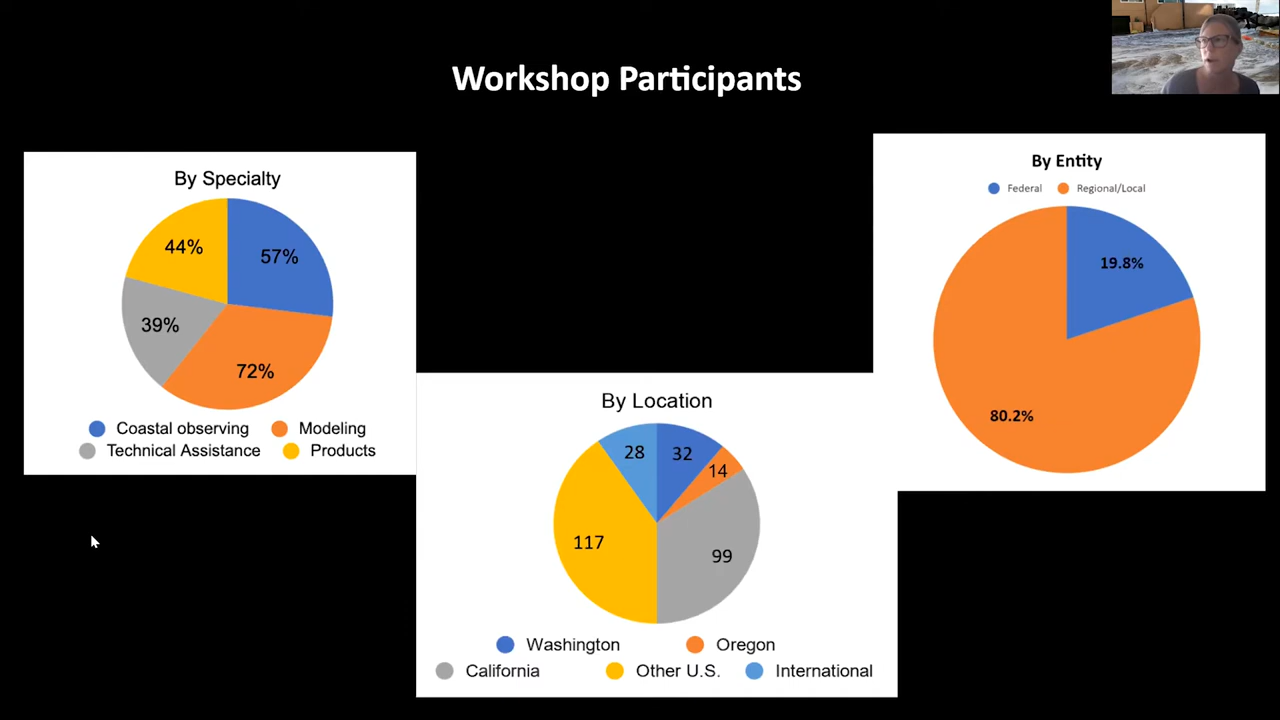 Workshop Participants
By Specialty
44%
57%
39%
72%
Coastal observing
Modeling
Technical Assistance
Products
By Location
28
32
14
117
99
Washington
Oregon
California
Other U.S.
International
By Entity
Federal
Regional/Local
19.8%
80.2%